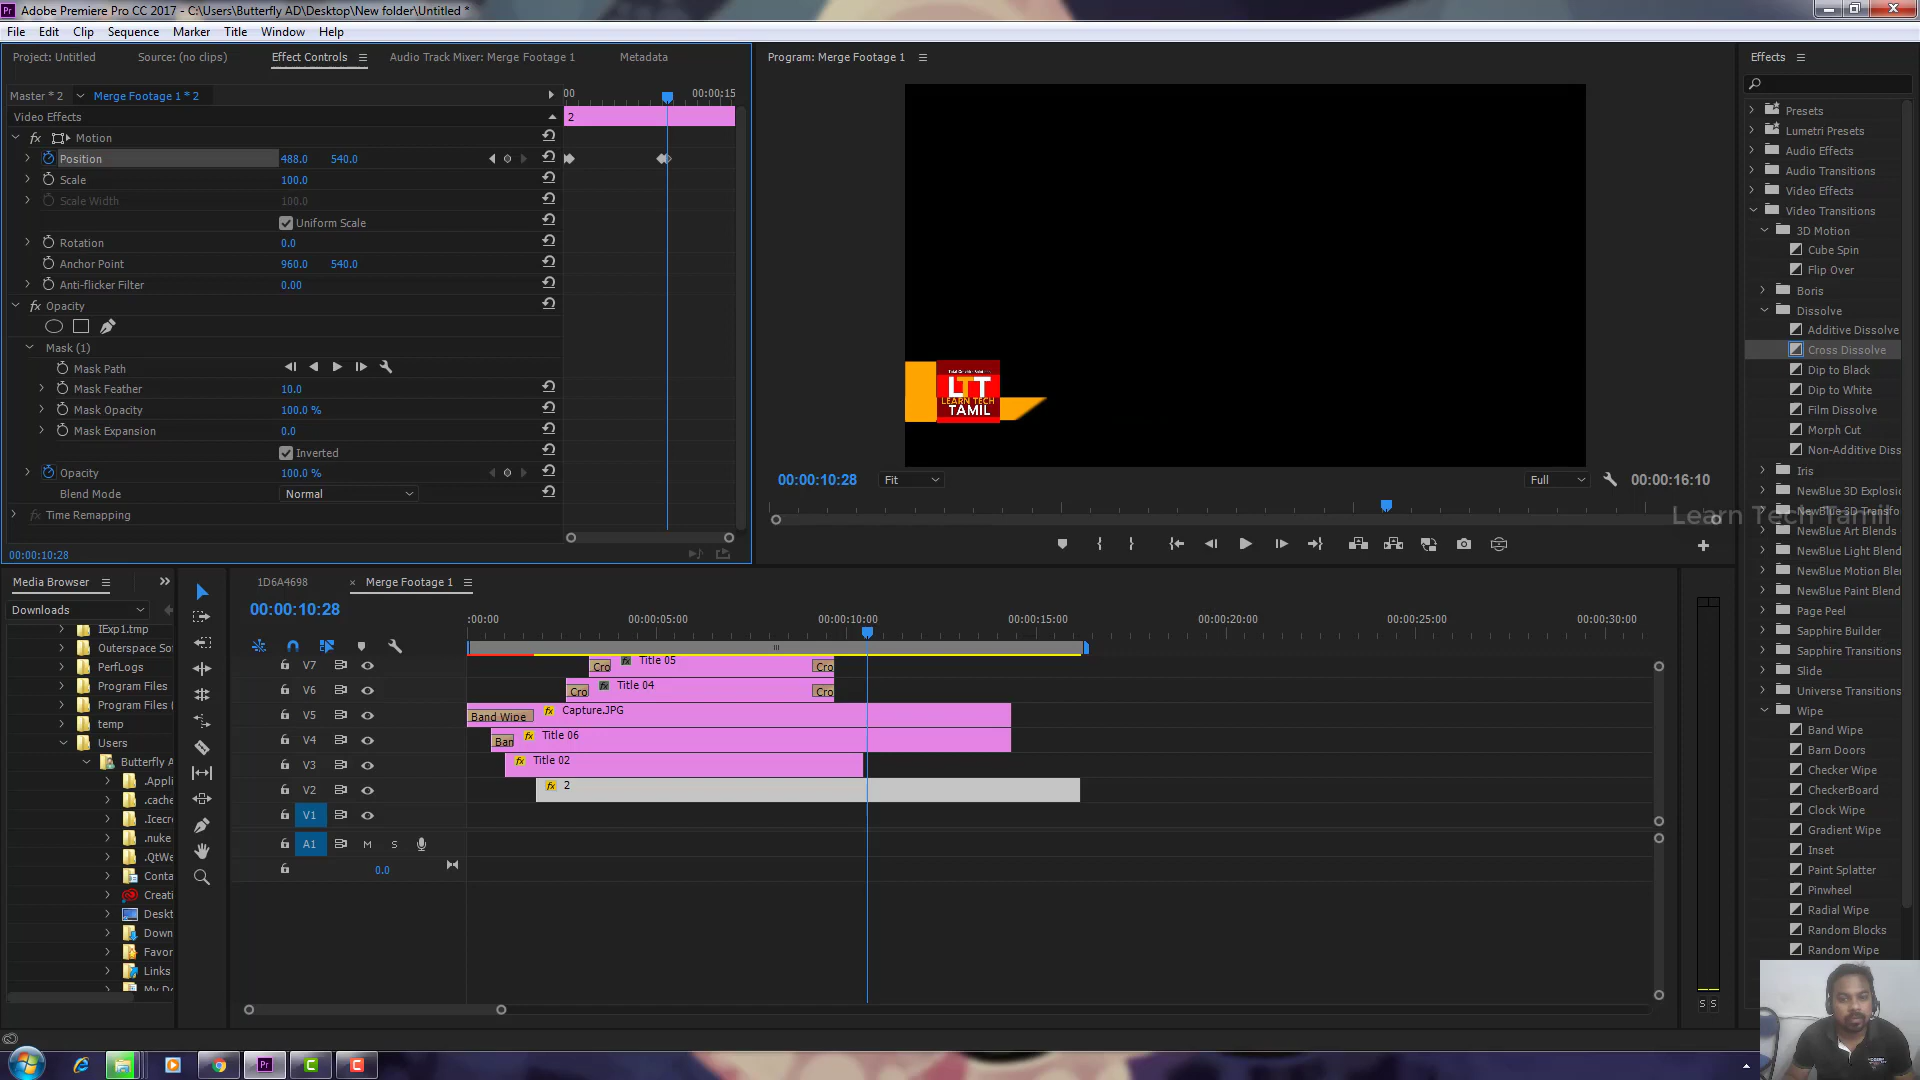 Adobe Premiere Pro CC 2017 - C:\Users\Butterfly AD\Desktop\New folder\Untitled *
File Edit Clip Sequence Marker Title Window Help
Project: Untitled Source: (no clips) Effect Controls Audio Track Mixer: Merge Footage 1 Metadata
Program: Merge Footage 1
Effects
Master * 2 Merge Footage 1 * 2
:00 00:00:15
Video Effects
2
fx Motion
Position 488.0 540.0
Scale 100.0
Scale Width 100.0
Uniform Scale
Rotation 0.0
Anchor Point 960.0 540.0
Anti-flicker Filter 0.00
fx Opacity
Mask (1)
Mask Path
Mask Feather 10.0
Mask Opacity 100.0 %
Mask Expansion 0.0
Inverted
Opacity 100.0 %
Blend Mode Normal
fx Time Remapping
00:00:10:28
LTT
LEARN TECH
TAMIL
00:00:10:28 Fit Full 00:00:16:10
Learn Tech Tamil
Presets
Lumetri Presets
Audio Effects
Audio Transitions
Video Effects
Video Transitions
3D Motion
Cube Spin
Flip Over
Boris
Dissolve
Additive Dissolve
Cross Dissolve
Dip to Black
Dip to White
Film Dissolve
Morph Cut
Non-Additive Diss
Iris
NewBlue 3D Explosio
NewBlue 3D Transfo
NewBlue Art Blends
NewBlue Light Blend
NewBlue Motion Ble
NewBlue Paint Blend
Page Peel
Sapphire Builder
Sapphire Transitions
Slide
Universe Transitions
Wipe
Band Wipe
Barn Doors
Checker Wipe
CheckerBoard
Clock Wipe
Gradient Wipe
Inset
Paint Splatter
Pinwheel
Radial Wipe
Random Blocks
Random Wipe
Media Browser
Downloads
IExp1.tmp
Outerspace So
PerfLogs
Program Files
Program Files (
temp
Users
Butterfly A
.Appli
.cache
.Icecre
.nuke
.QtWe
Conta
Creati
Deskt
Down
Favor
Links
My Do
1D6A4698 × Merge Footage 1
00:00:10:28
:00:00 00:00:05:00 00:00:10:00 00:00:15:00 00:00:20:00 00:00:25:00 00:00:30:00
V7 Cro fx Title 05 Cro
V6 Cro fx Title 04 Cro
V5 Band Wipe fx Capture.JPG
V4 Ban fx Title 06
V3 fx Title 02
V2 fx 2
V1
A1 M S
0.0
S S
Pr